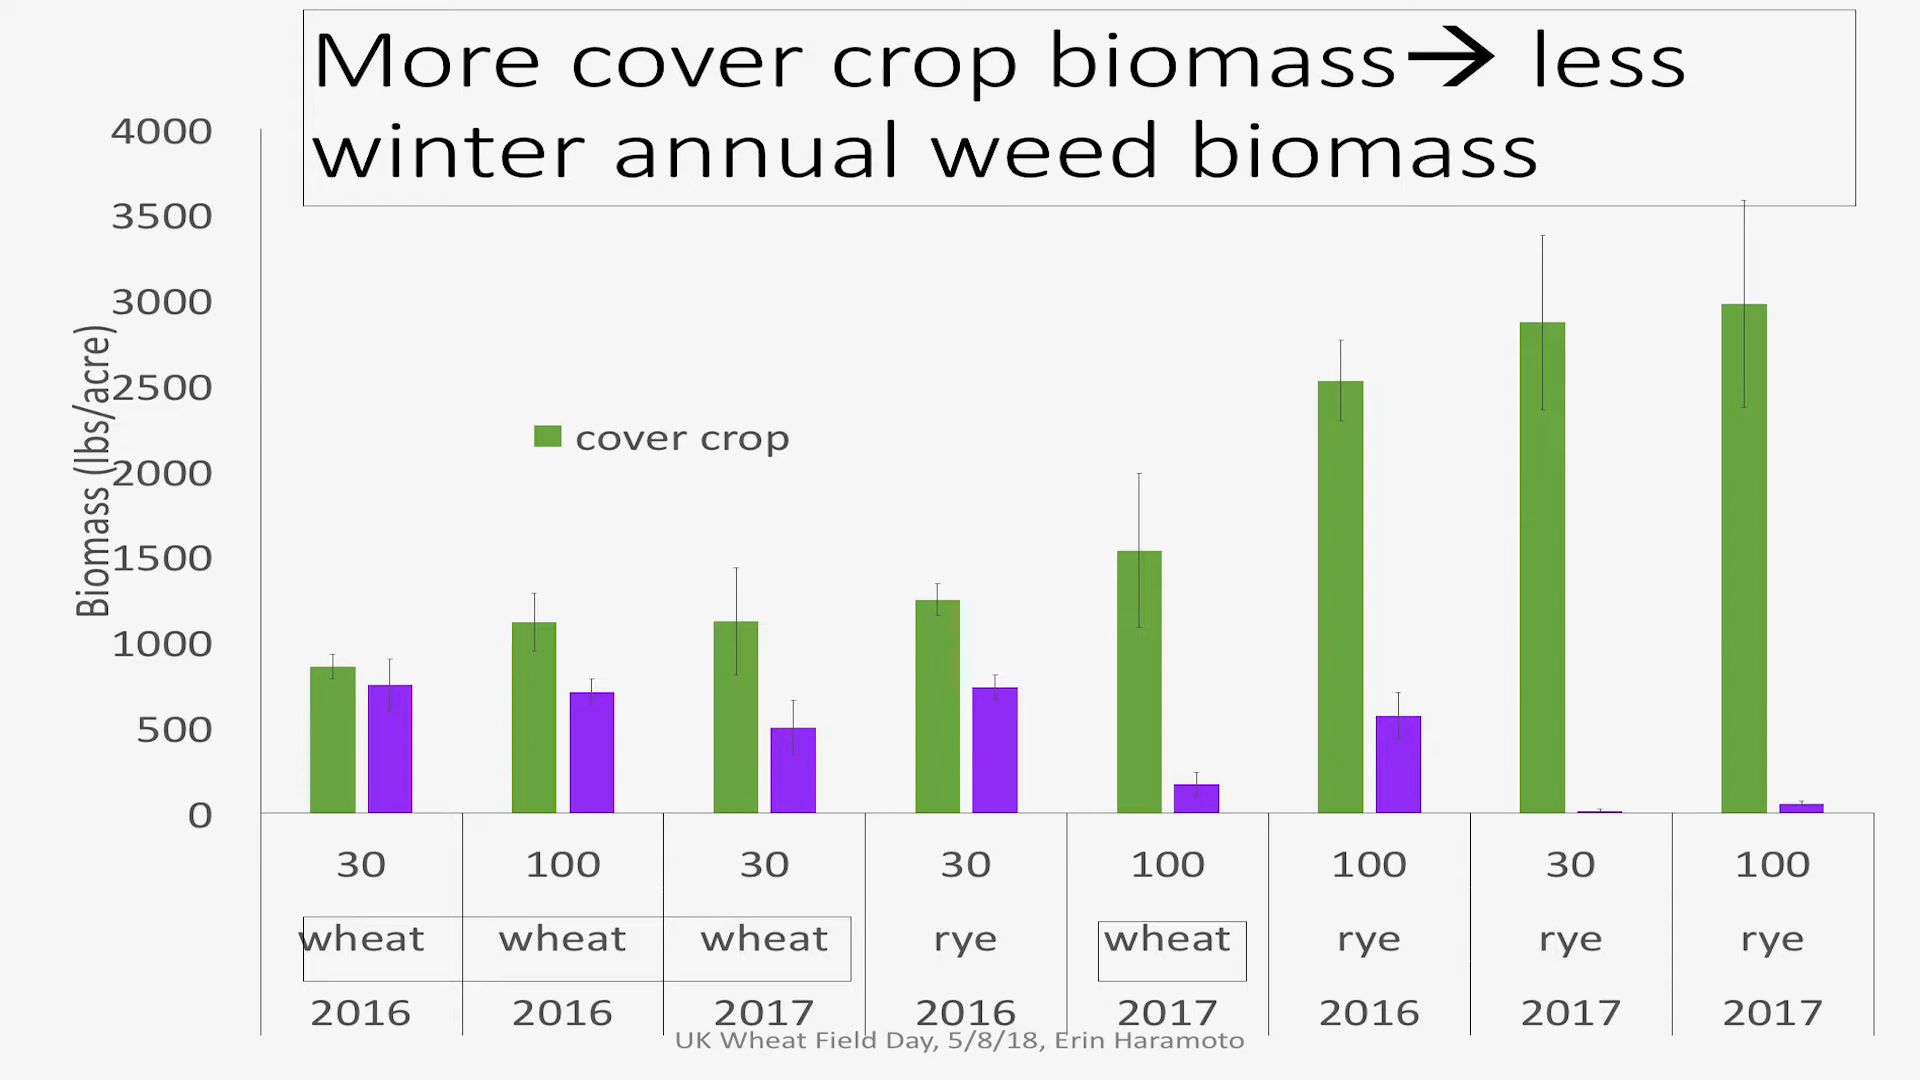 More cover crop biomass→ less
winter annual weed biomass
4000
3500
3000
2500
2000
1500
1000
500
0
Biomass (lbs/acre)
cover crop
30 100 30 30 100 100 30 100
wheat wheat wheat rye wheat rye rye rye
2016 2016 2017 2016 2017 2016 2017 2017
UK Wheat Field Day, 5/8/18, Erin Haramoto